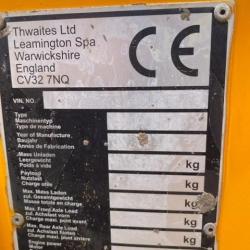 Thwaites Ltd
Leamington Spa
Warwickshire
England
CV32 7NQ
CE
VIN. NO.
Type
Maschinentyp
Type de machine
Year of Manufacture
Baujahr
Année de Fabrication
Mass Unladen
Leergewicht
Poids à vide
kg
Payload
Nutzlast
Charge utile
kg
Max. Mass Laden
zul. Gesamtgewicht
Masse totale en charge
kg
Max. Front Axle Load
zul. Achslast vorn
Charge maxi pont avant
kg
Max. Rear Axle Load
zul. Achslast hinten
Charge maxi pont arrière
kg
Engine power